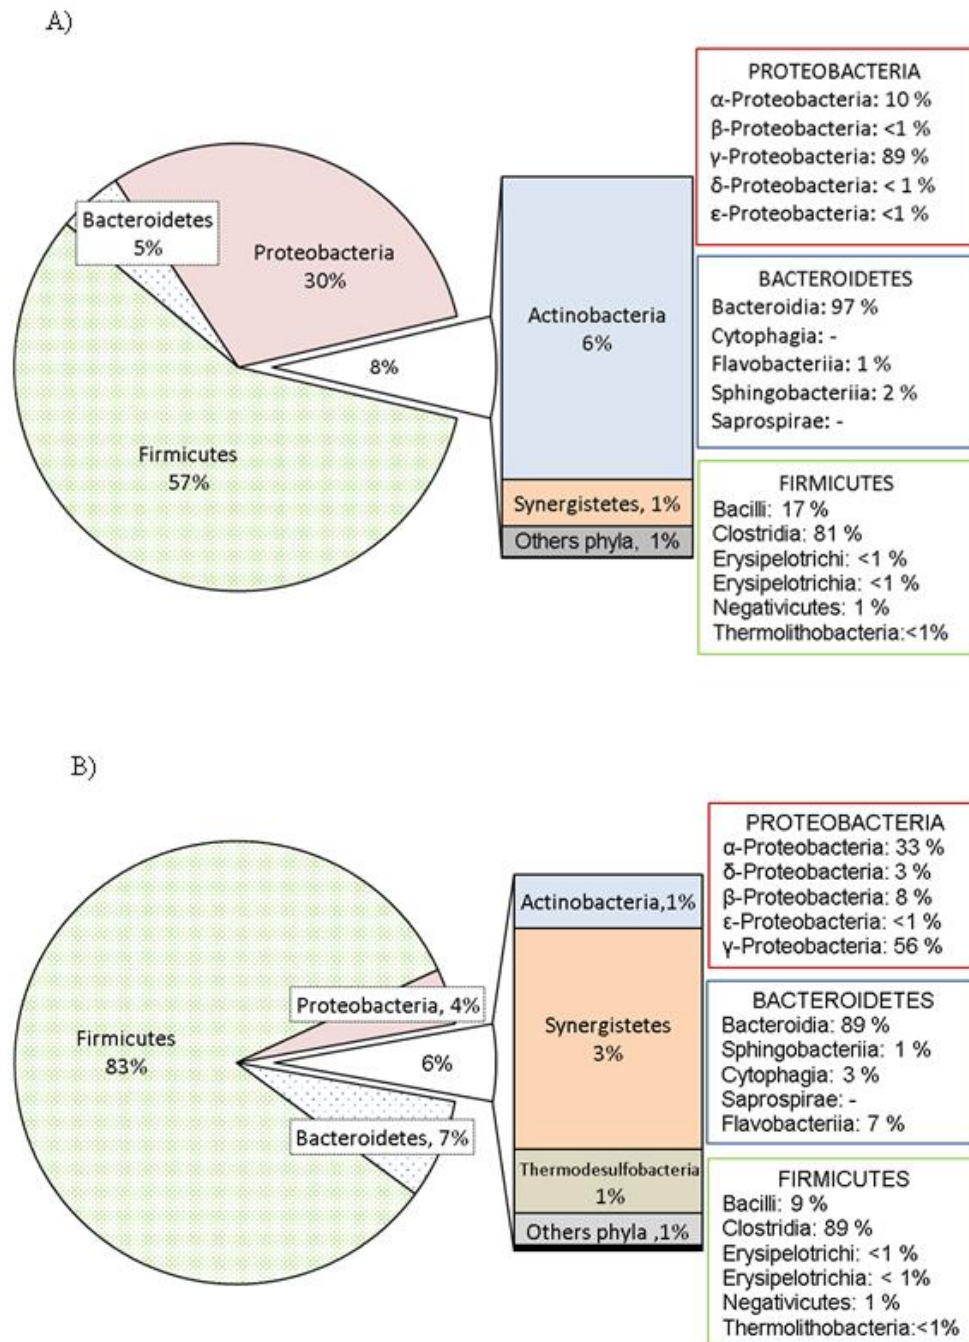 A)
Bacteroidetes
5%
Proteobacteria
30%
8%
Firmicutes
57%
Actinobacteria
6%
Synergistetes, 1%
Others phyla, 1%
PROTEOBACTERIA
α-Proteobacteria: 10 %
β-Proteobacteria: <1 %
γ-Proteobacteria: 89 %
δ-Proteobacteria: < 1 %
ε-Proteobacteria: <1 %
BACTEROIDETES
Bacteroidia: 97 %
Cytophagia: -
Flavobacteriia: 1 %
Sphingobacteriia: 2 %
Saprospirae: -
FIRMICUTES
Bacilli: 17 %
Clostridia: 81 %
Erysipelotrichi: <1 %
Erysipelotrichia: <1 %
Negativicutes: 1 %
Thermolithobacteria:<1%
B)
Firmicutes
83%
Proteobacteria, 4%
6%
Bacteroidetes, 7%
Actinobacteria,1%
Synergistetes
3%
Thermodesulfobacteria
1%
Others phyla ,1%
PROTEOBACTERIA
α-Proteobacteria: 33 %
δ-Proteobacteria: 3 %
β-Proteobacteria: 8 %
ε-Proteobacteria: <1 %
γ-Proteobacteria: 56 %
BACTEROIDETES
Bacteroidia: 89 %
Sphingobacteriia: 1 %
Cytophagia: 3 %
Saprospirae: -
Flavobacteriia: 7 %
FIRMICUTES
Bacilli: 9 %
Clostridia: 89 %
Erysipelotrichi: <1 %
Erysipelotrichia: < 1%
Negativicutes: 1 %
Thermolithobacteria:<1%